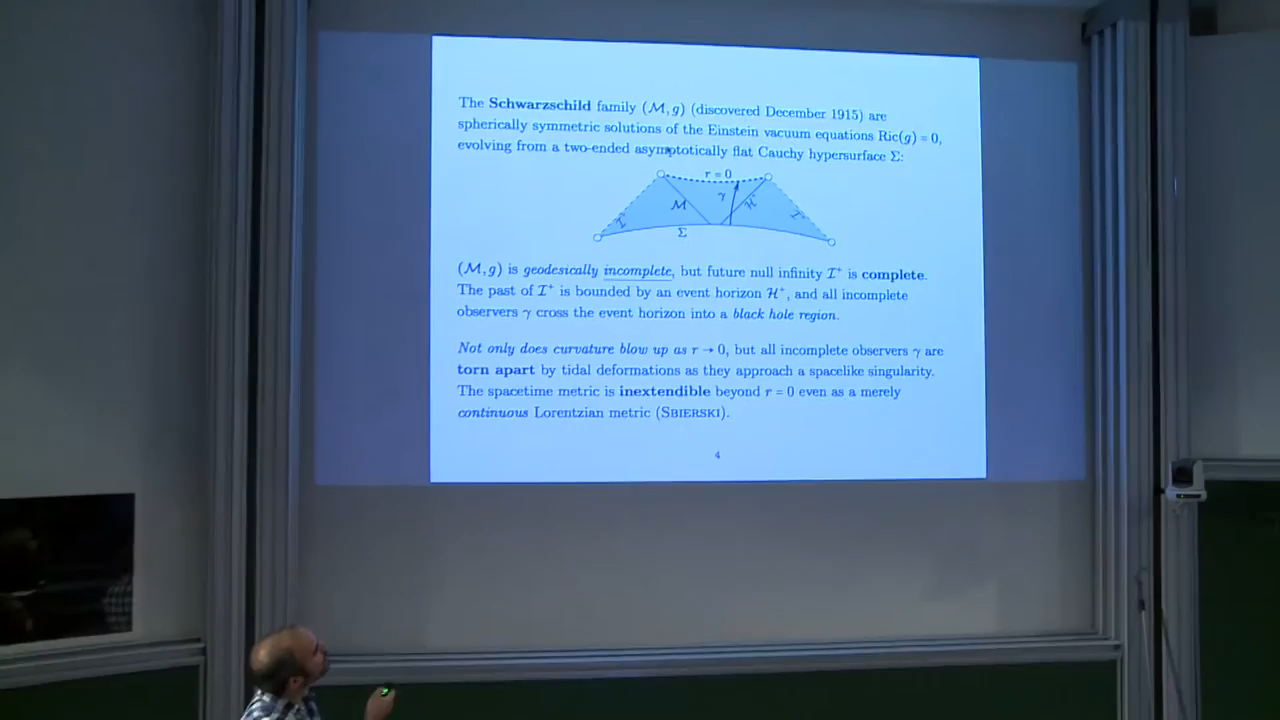 The Schwarzschild family (M, g) (discovered December 1915) are
spherically symmetric solutions of the Einstein vacuum equations Ric(g) = 0,
evolving from a two-ended asymptotically flat Cauchy hypersurface Σ:
r = 0
γ
M
H⁺
I⁺
I⁺
Σ
(M, g) is geodesically incomplete, but future null infinity I⁺ is complete.
The past of I⁺ is bounded by an event horizon H⁺, and all incomplete
observers γ cross the event horizon into a black hole region.
Not only does curvature blow up as r → 0, but all incomplete observers γ are
torn apart by tidal deformations as they approach a spacelike singularity.
The spacetime metric is inextendible beyond r = 0 even as a merely
continuous Lorentzian metric (SBIERSKI).
4